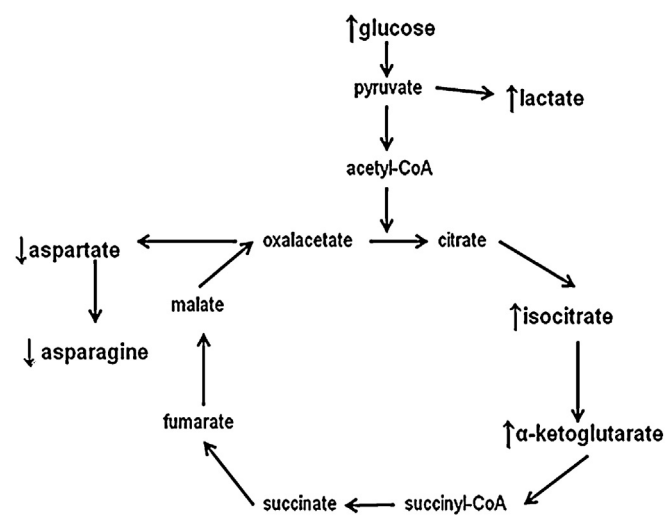 ↑glucose
pyruvate
↑lactate
acetyl-CoA
↓aspartate
oxalacetate
citrate
malate
↑isocitrate
↓ asparagine
fumarate
↑α-ketoglutarate
succinate
succinyl-CoA